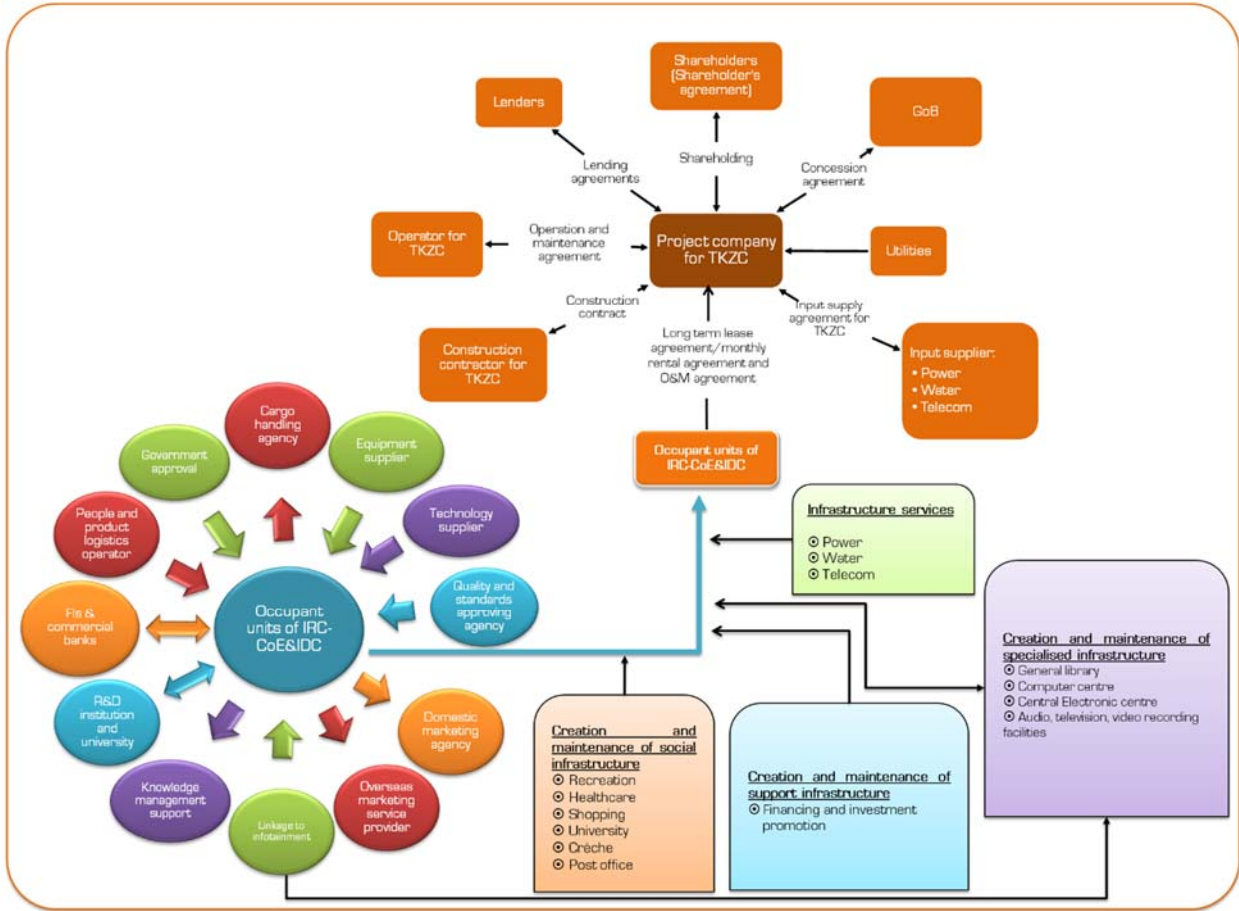 Shareholders
(Shareholder's
agreement)
Lenders
GoB
Lending
agreements
Shareholding
Concession
agreement
Operator for
TKZC
Operation and
maintenance
agreement
Project company
for TKZC
Utilities
Construction
contract
Input supply
agreement for
TKZC
Construction
contractor for
TKZC
Long term lease
agreement/monthly
rental agreement and
O&M agreement
Input supplier:
• Power
• Water
• Telecom
Occupant units of
IRC-CoE&IDC
Cargo
handling
agency
Government
approval
Equipment
supplier
People and
product
logistics
operator
Technology
supplier
FIs &
commercial
banks
Occupant
units of IRC-
CoE&IDC
Quality and
standards
approving
agency
R&D
institution
and
university
Domestic
marketing
agency
Knowledge
management
support
Linkage to
infotainment
Overseas
marketing
service
provider
Infrastructure services
⦿ Power
⦿ Water
⦿ Telecom
Creation and maintenance of
specialised infrastructure
⦿ General library
⦿ Computer centre
⦿ Central Electronic centre
⦿ Audio, television, video recording
facilities
Creation and
maintenance of social
infrastructure
⦿ Recreation
⦿ Healthcare
⦿ Shopping
⦿ University
⦿ Crèche
⦿ Post office
Creation and maintenance of
support infrastructure
⦿ Financing and investment
promotion